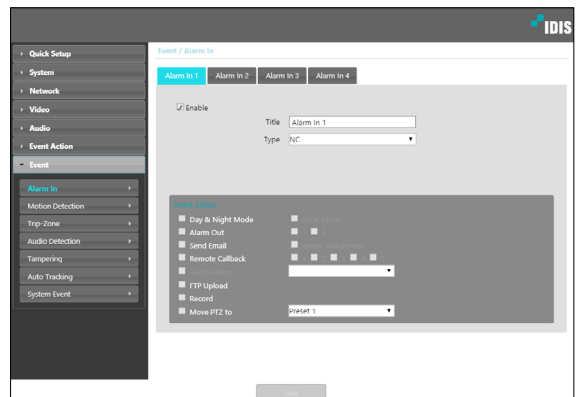 IDIS
Quick Setup
System
Network
Video
Audio
Event Action
Event
Alarm In
Motion Detection
Trip-Zone
Audio Detection
Tampering
Auto Tracking
System Event
Event / Alarm In
Alarm In 1 Alarm In 2 Alarm In 3 Alarm In 4
Enable
Title Alarm In 1
Type NC
Event Action
Day & Night Mode
Alarm Out
Send Email
Remote Callback
FTP Upload
Record
Move PTZ to Preset 1
Save